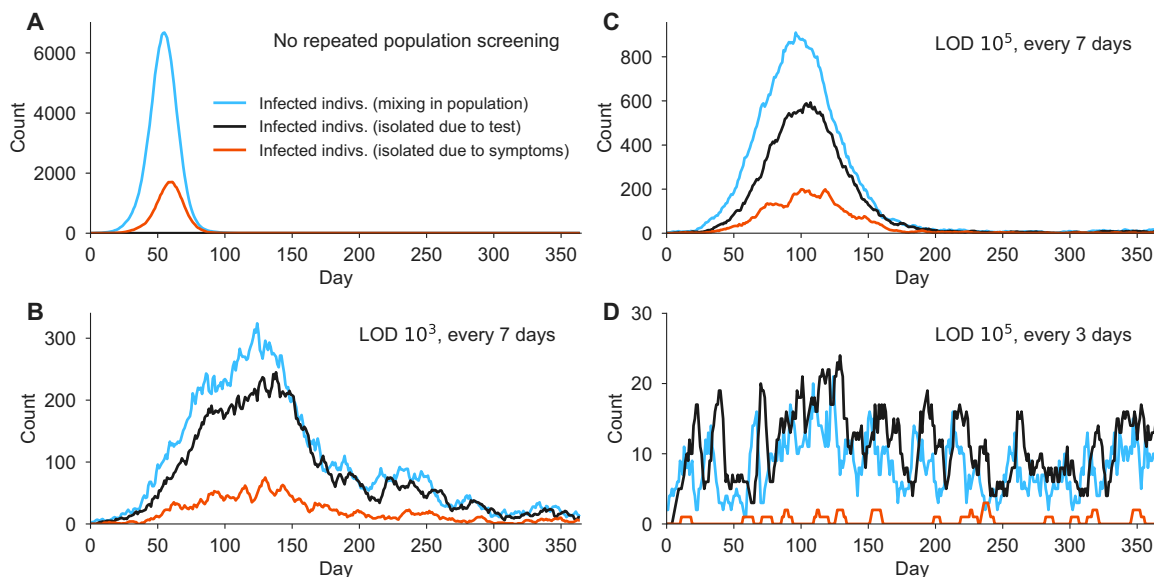 A
No repeated population screening
6000
4000
2000
0
Count
Infected indivs. (mixing in population)
Infected indivs. (isolated due to test)
Infected indivs. (isolated due to symptoms)
0 50 100 150 200 250 300 350
Day
C
LOD 10⁵, every 7 days
800
600
400
200
0
Count
0 50 100 150 200 250 300 350
Day
B
LOD 10³, every 7 days
300
200
100
0
Count
0 50 100 150 200 250 300 350
Day
D
LOD 10⁵, every 3 days
30
20
10
0
Count
0 50 100 150 200 250 300 350
Day